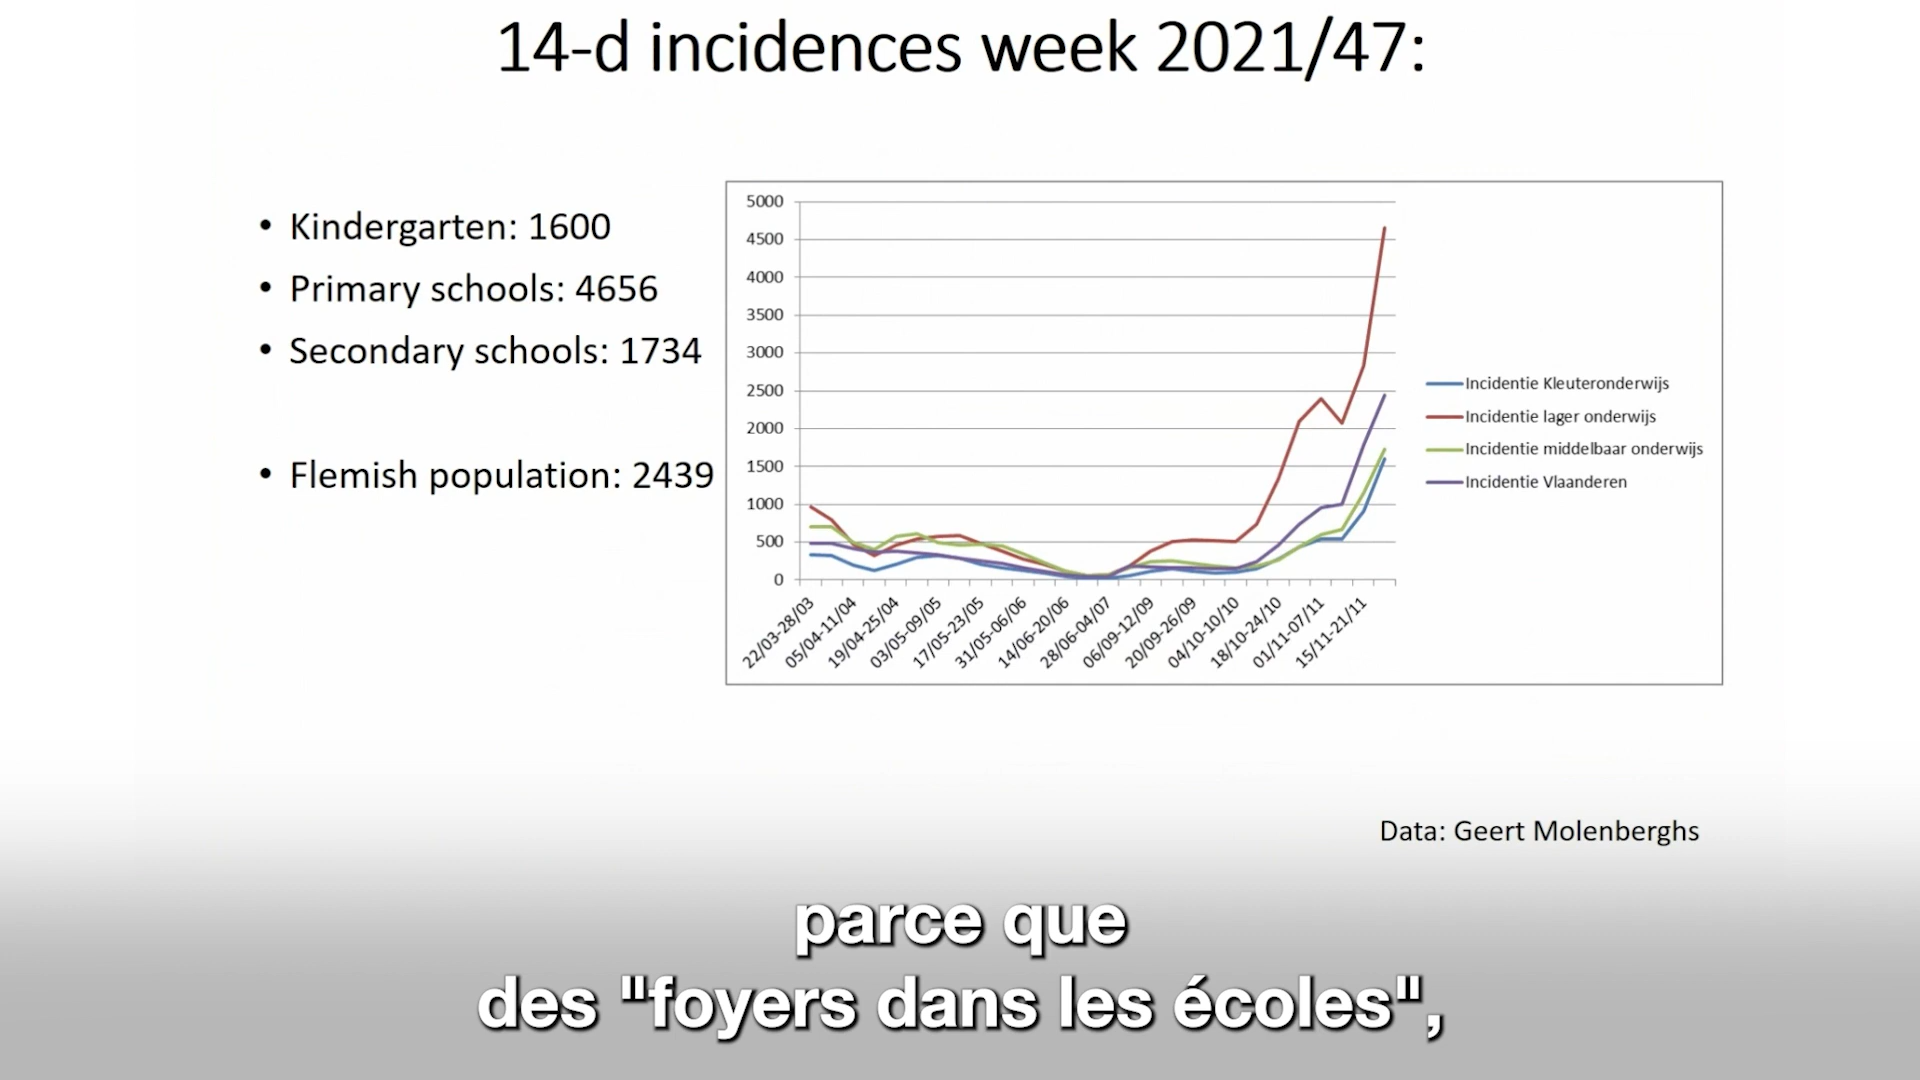 14-d incidences week 2021/47:
• Kindergarten: 1600
• Primary schools: 4656
• Secondary schools: 1734
• Flemish population: 2439
5000
4500
4000
3500
3000
2500
2000
1500
1000
500
0
22/03-28/03
05/04-11/04
19/04-25/04
03/05-09/05
17/05-23/05
31/05-06/06
14/06-20/06
28/06-04/07
06/09-12/09
20/09-26/09
04/10-10/10
18/10-24/10
01/11-07/11
15/11-21/11
Incidentie Kleuteronderwijs
Incidentie lager onderwijs
Incidentie middelbaar onderwijs
Incidentie Vlaanderen
Data: Geert Molenberghs
parce que
des "foyers dans les écoles",